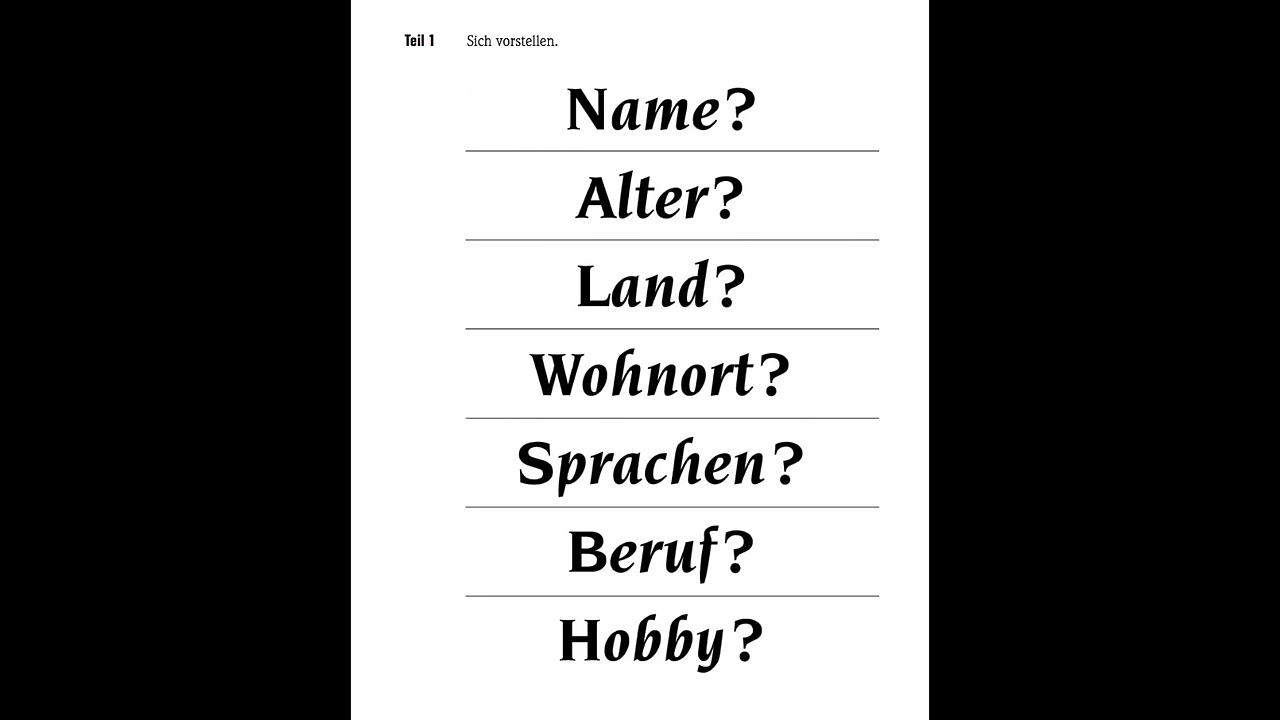 Teil 1 Sich vorstellen.
Name?
Alter?
Land?
Wohnort?
Sprachen?
Beruf?
Hobby?